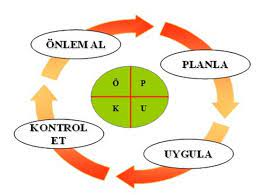 ÖNLEM AL
PLANLA
Ö P
K U
KONTROL
ET
UYGULA